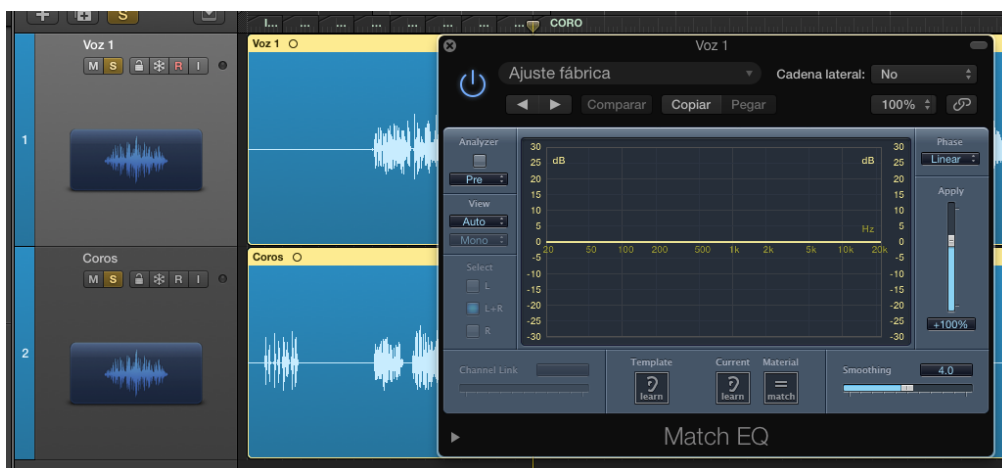 S
I... ... ... ... ... ... ... ... CORO
Voz 1
M S R I
1
Coros
M S R I
2
Voz 1
Coros
Voz 1
Ajuste fábrica
Cadena lateral: No
Comparar Copiar Pegar
100%
Analyzer
Pre
View
Auto
Mono
Select
L
L+R
R
30 30
25 dB dB 25
20 20
15 15
10 10
5 Hz 5
0 20 50 100 200 500 1k 2k 5k 10k 20k 0
-5 -5
-10 -10
-15 -15
-20 -20
-25 -25
-30 -30
Phase
Linear
Apply
+100%
Channel Link
Template
learn
Current
learn
Material
match
Smoothing 4.0
Match EQ